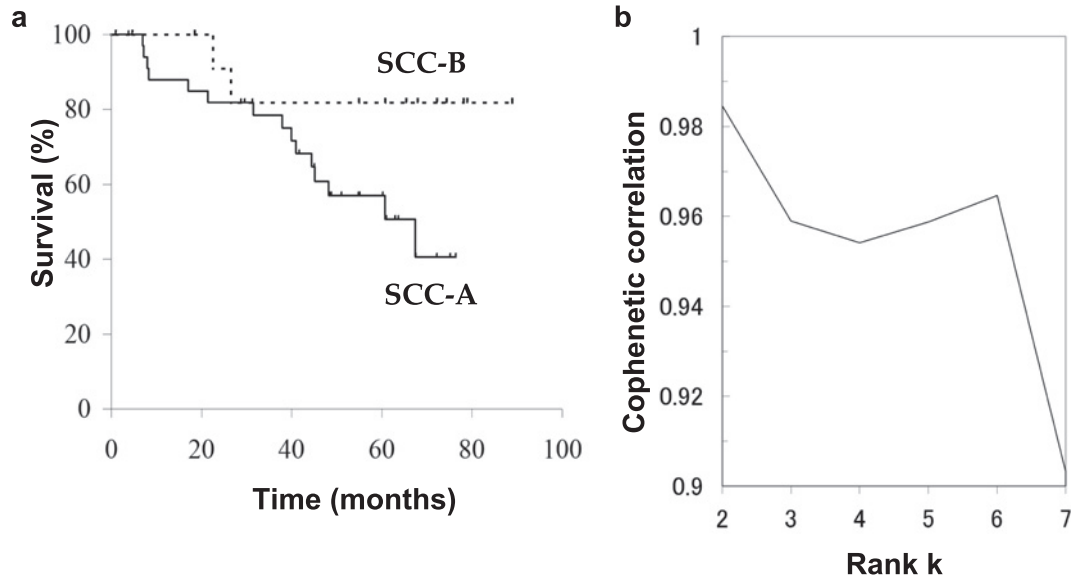 a
100
80
60
40
20
0
Survival (%)
SCC-B
SCC-A
0 20 40 60 80 100
Time (months)
b
1
0.98
0.96
0.94
0.92
0.9
Cophenetic correlation
2 3 4 5 6 7
Rank k